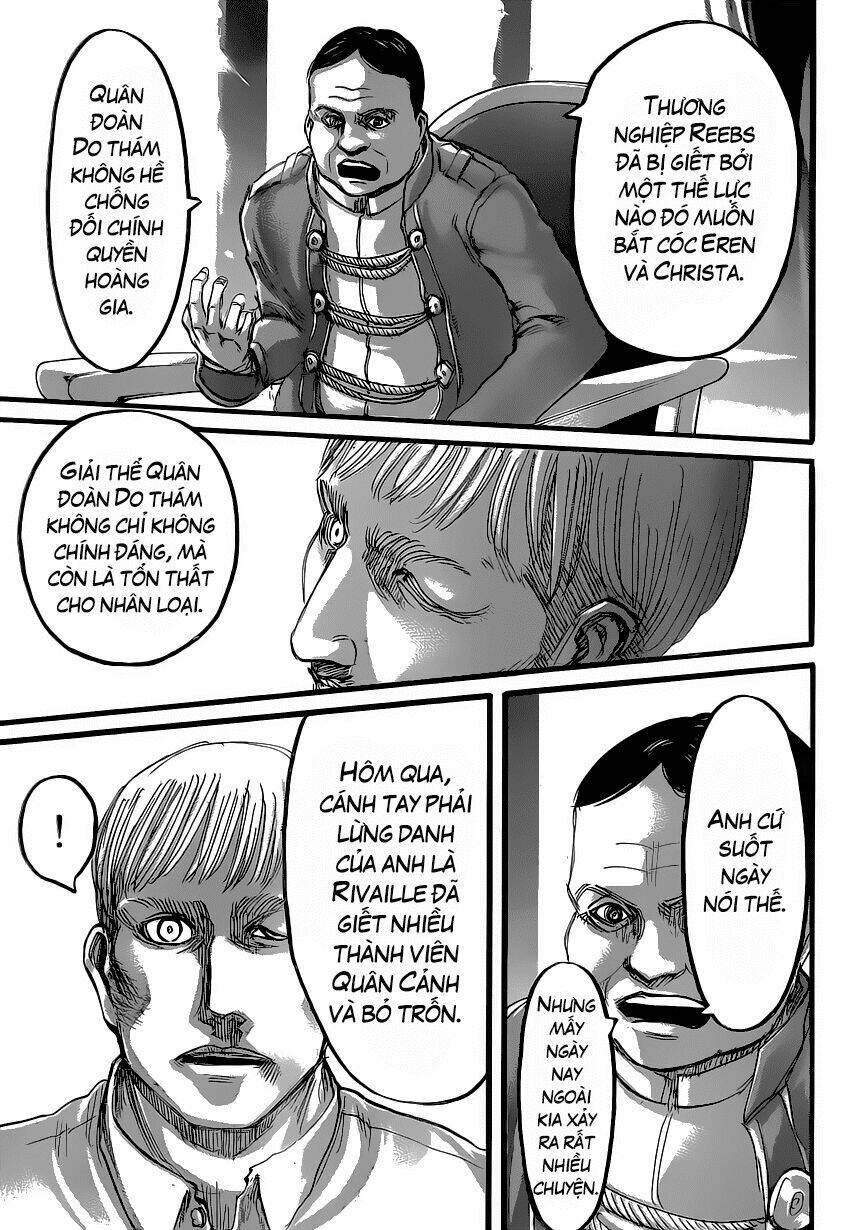 THƯƠNG
NGHIỆP REEBS
ĐÃ BỊ GIẾT BỞI
MỘT THẾ LỰC
NÀO ĐÓ MUỐN
BẮT CÓC EREN
VÀ CHRISTA.
QUÂN
ĐOÀN
DO THÁM
KHÔNG HỀ
CHỐNG
ĐỐI CHÍNH
QUYỀN
HOÀNG
GIA.
GIẢI THỂ QUÂN
ĐOÀN DO THÁM
KHÔNG CHỈ KHÔNG
CHÍNH ĐÁNG, MÀ
CÒN LÀ TỔN THẤT
CHO NHÂN LOẠI.
ANH CỨ
SUỐT
NGÀY
NÓI THẾ.
NHƯNG
MẤY
NGÀY
NAY
NGOÀI
KIA XẢY
RA RẤT
NHIỀU
CHUYỆN.
HÔM QUA,
CÁNH TAY PHẢI
LỪNG DANH
CỦA ANH LÀ
RIVAILLE ĐÃ
GIẾT NHIỀU
THÀNH VIÊN
QUÂN CẢNH
VÀ BỎ TRỐN.
!